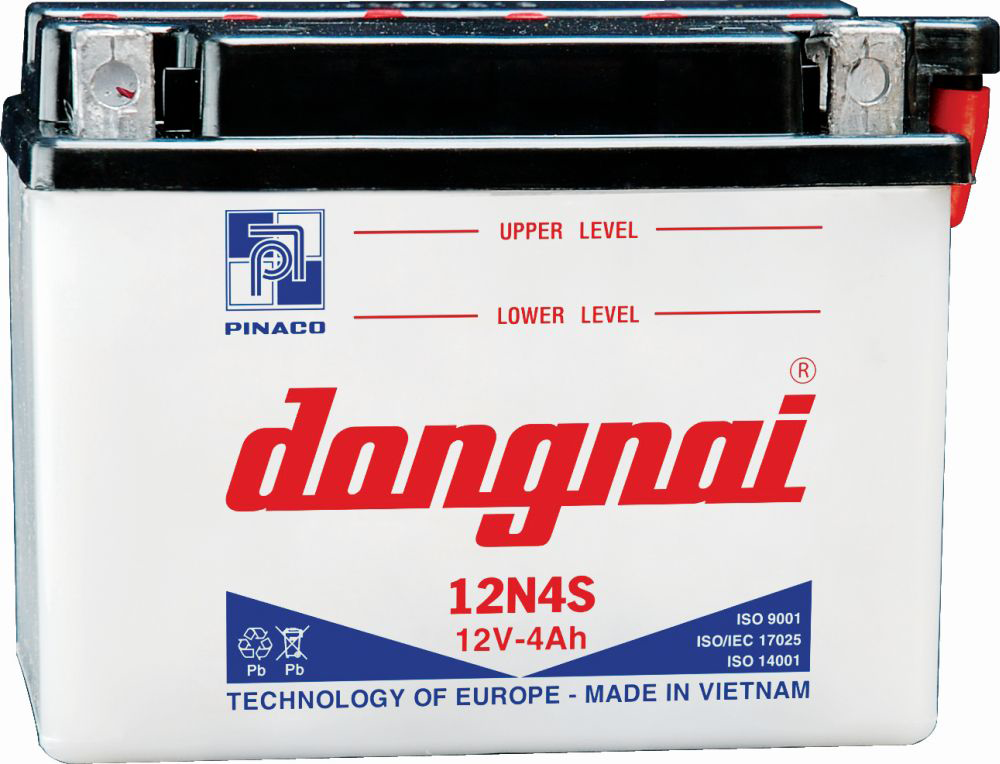 UPPER LEVEL
PINACO
LOWER LEVEL
dongnai ®
12N4S
12V-4Ah
Pb Pb
ISO 9001
ISO/IEC 17025
ISO 14001
TECHNOLOGY OF EUROPE - MADE IN VIETNAM